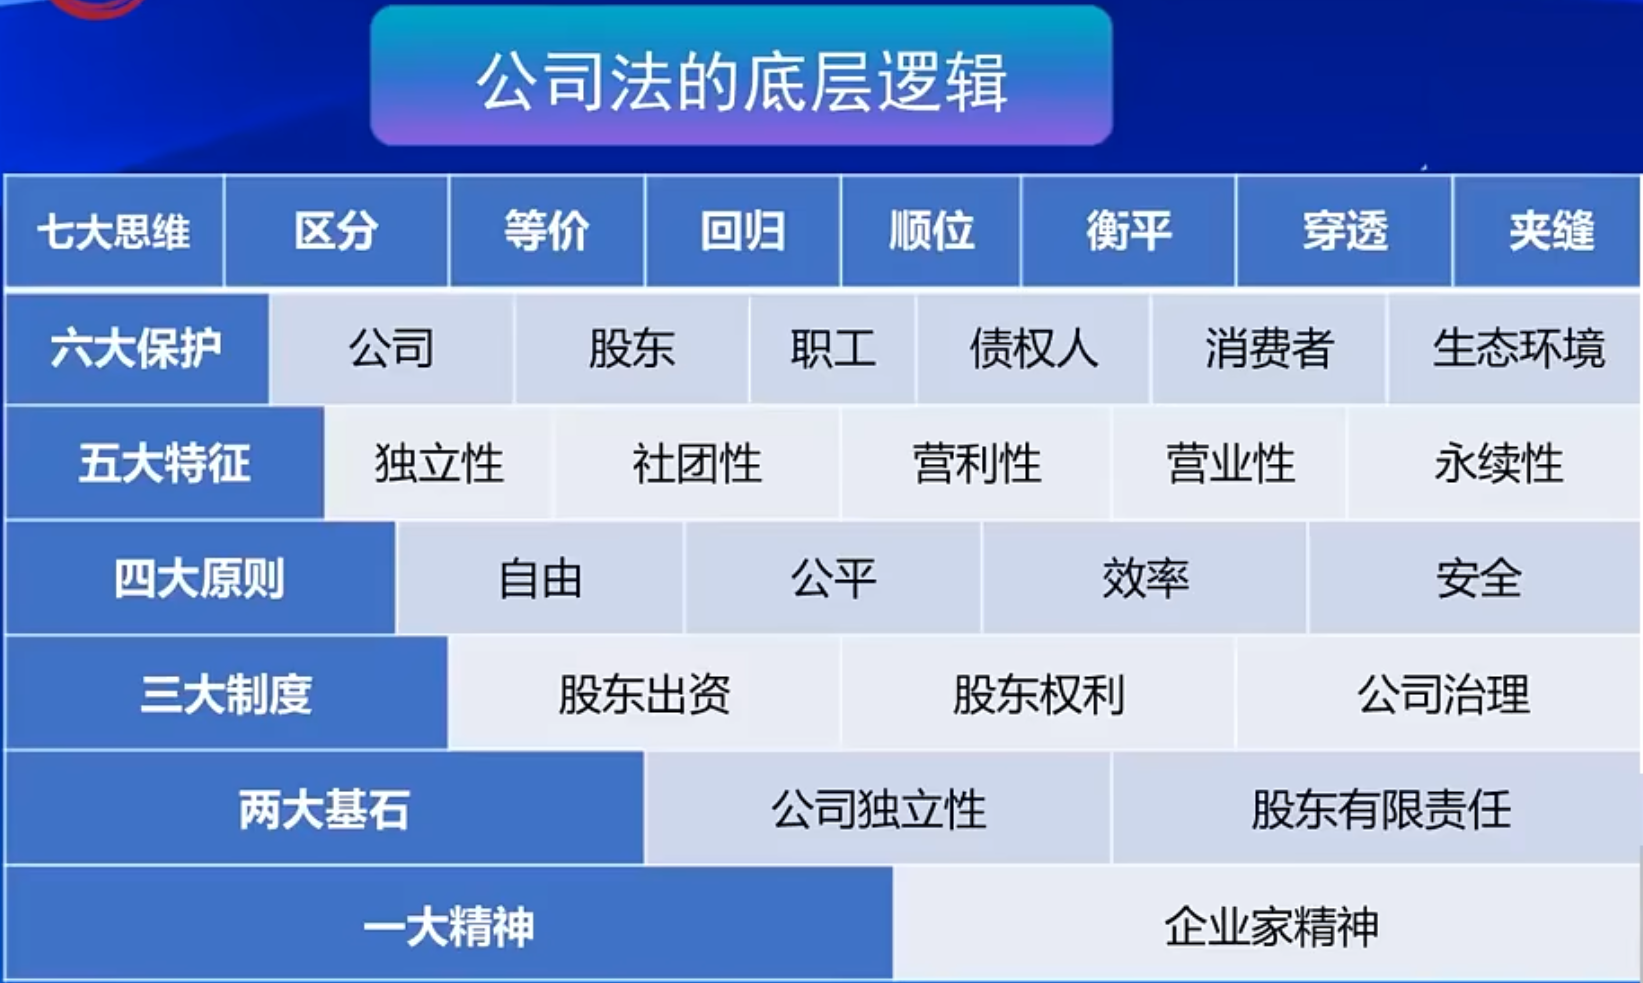 公司法的底层逻辑
七大思维 区分 等价 回归 顺位 衡平 穿透 夹缝
六大保护 公司 股东 职工 债权人 消费者 生态环境
五大特征 独立性 社团性 营利性 营业性 永续性
四大原则 自由 公平 效率 安全
三大制度 股东出资 股东权利 公司治理
两大基石 公司独立性 股东有限责任
一大精神 企业家精神